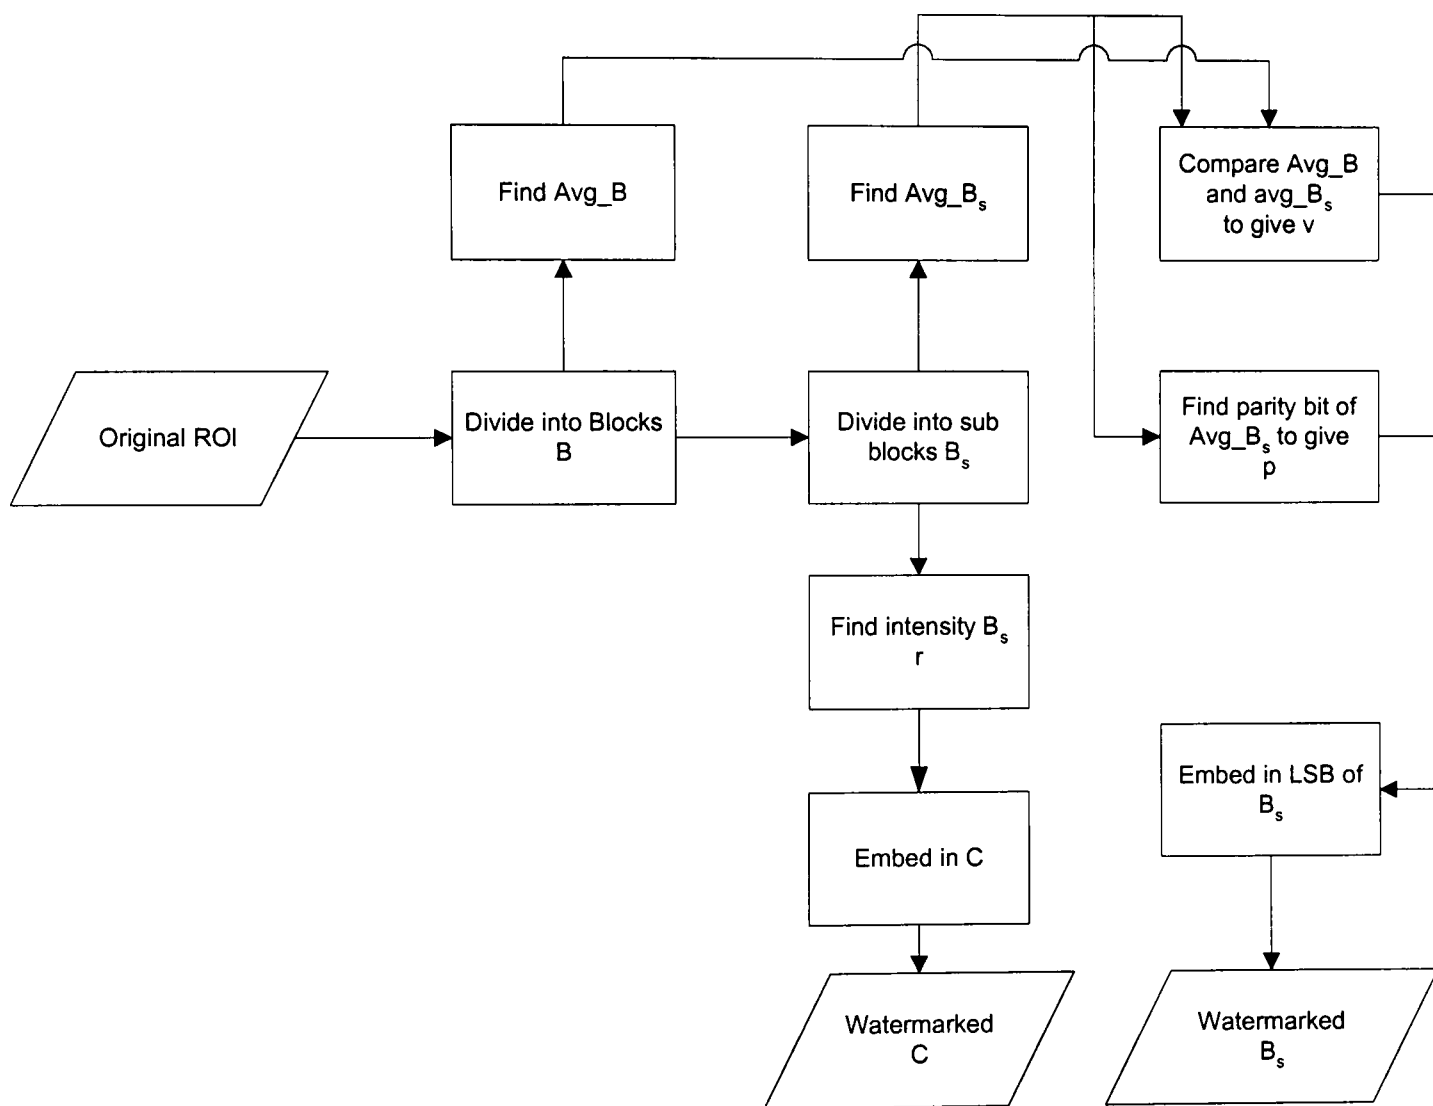 Find Avg_B
Find Avg_Bs
Compare Avg_B
and avg_Bs
to give v
Original ROI
Divide into Blocks
B
Divide into sub
blocks Bs
Find parity bit of
Avg_Bs to give
p
Find intensity Bs
r
Embed in LSB of
Bs
Embed in C
Watermarked
C
Watermarked
Bs